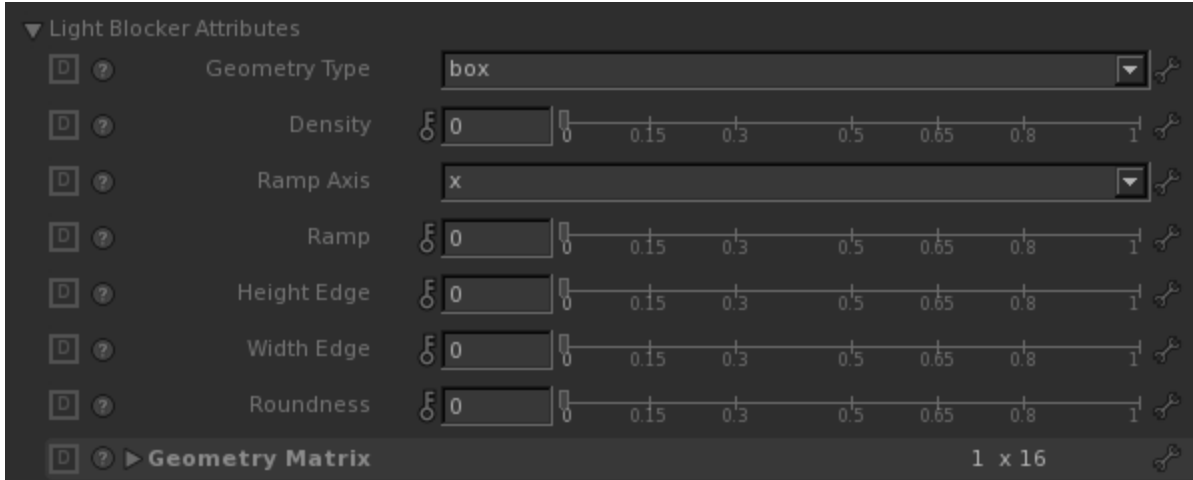 Light Blocker Attributes
D ? Geometry Type box
D ? Density 0 0 0.15 0.3 0.5 0.65 0.8 1
D ? Ramp Axis x
D ? Ramp 0 0 0.15 0.3 0.5 0.65 0.8 1
D ? Height Edge 0 0 0.15 0.3 0.5 0.65 0.8 1
D ? Width Edge 0 0 0.15 0.3 0.5 0.65 0.8 1
D ? Roundness 0 0 0.15 0.3 0.5 0.65 0.8 1
D ? Geometry Matrix 1 x 16